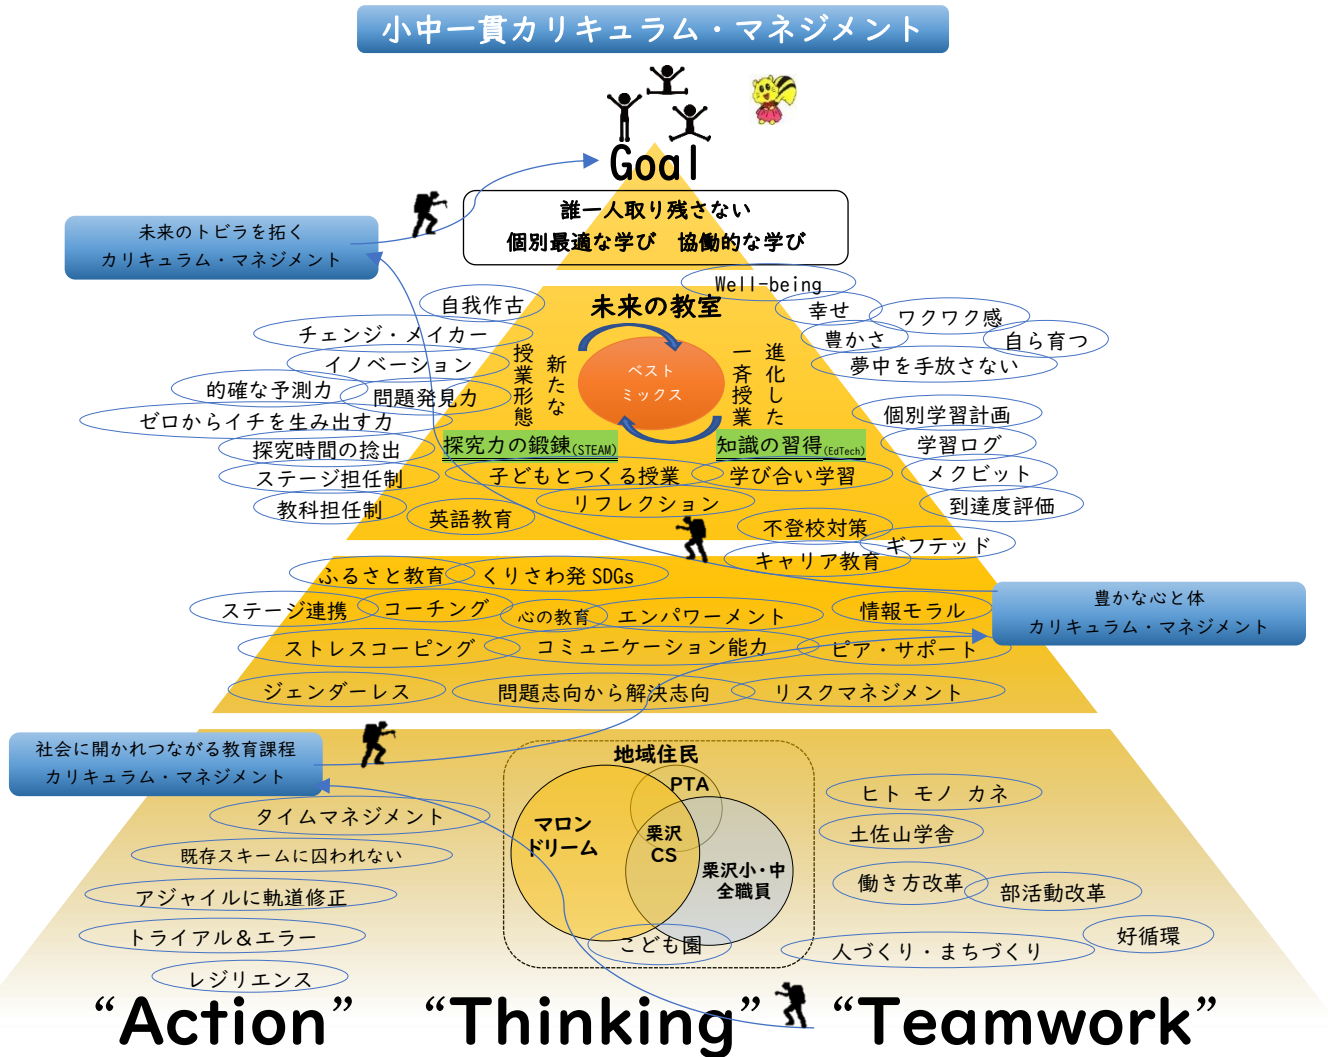 小中一貫カリキュラム・マネジメント
Goal
誰一人取り残さない
個別最適な学び　協働的な学び
未来のトビラを拓く
カリキュラム・マネジメント
Well-being
未来の教室
自我作古
幸せ
ワクワク感
チェンジ・メイカー
豊かさ
自ら育つ
イノベーション
夢中を手放さない
新たな
授業形態
ベスト
ミックス
進化した
一斉授業
的確な予測力
問題発見力
ゼロからイチを生み出す力
個別学習計画
探究時間の捻出
探究力の鍛錬(STEAM)
知識の習得(EdTech)
学習ログ
ステージ担任制
子どもとつくる授業
学び合い学習
メクビット
教科担任制
英語教育
リフレクション
到達度評価
不登校対策
ギフテッド
キャリア教育
ふるさと教育
くりさわ発 SDGs
ステージ連携
コーチング
心の教育
エンパワーメント
情報モラル
豊かな心と体
カリキュラム・マネジメント
ストレスコーピング
コミュニケーション能力
ピア・サポート
ジェンダーレス
問題志向から解決志向
リスクマネジメント
社会に開かれつながる教育課程
カリキュラム・マネジメント
地域住民
PTA
マロン
ドリーム
栗沢
CS
栗沢小・中
全職員
こども園
タイムマネジメント
既存スキームに囚われない
アジャイルに軌道修正
トライアル＆エラー
レジリエンス
ヒト モノ カネ
土佐山学舎
働き方改革
部活動改革
人づくり・まちづくり
好循環
“Action” “Thinking” “Teamwork”